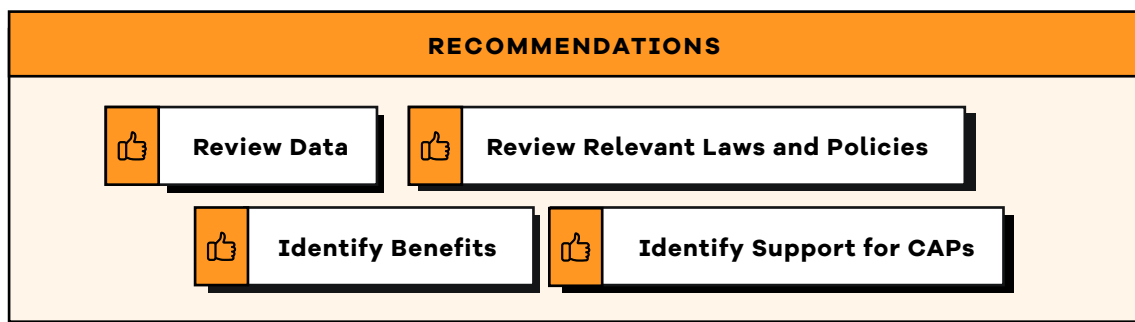 RECOMMENDATIONS
Review Data
Review Relevant Laws and Policies
Identify Benefits
Identify Support for CAPs